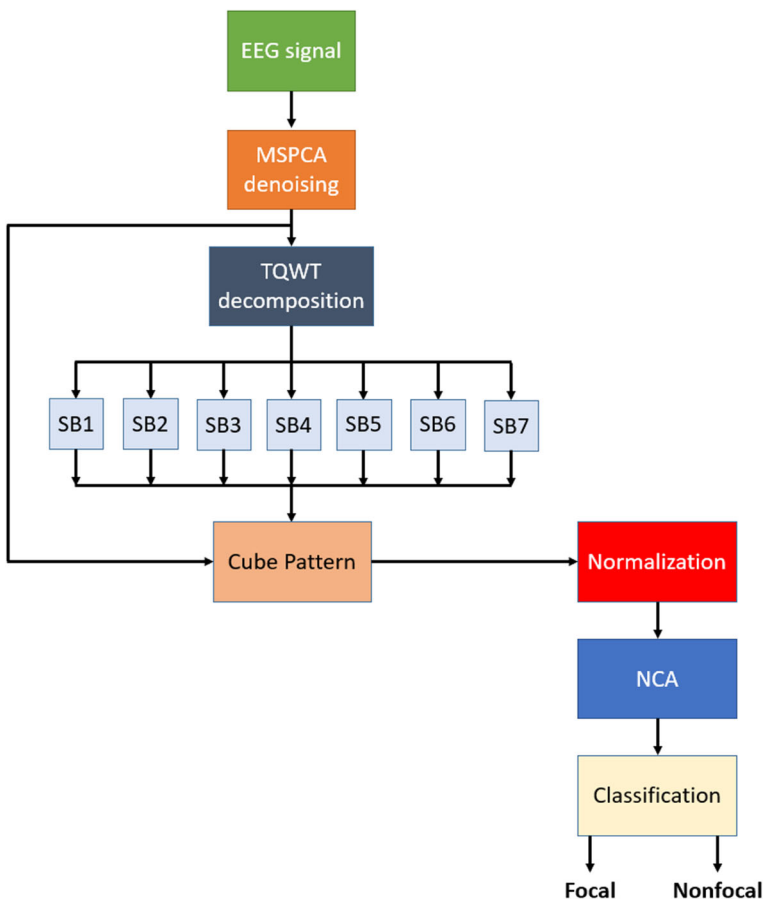 EEG signal
MSPCA
denoising
TQWT
decomposition
SB1
SB2
SB3
SB4
SB5
SB6
SB7
Cube Pattern
Normalization
NCA
Classification
Focal
Nonfocal